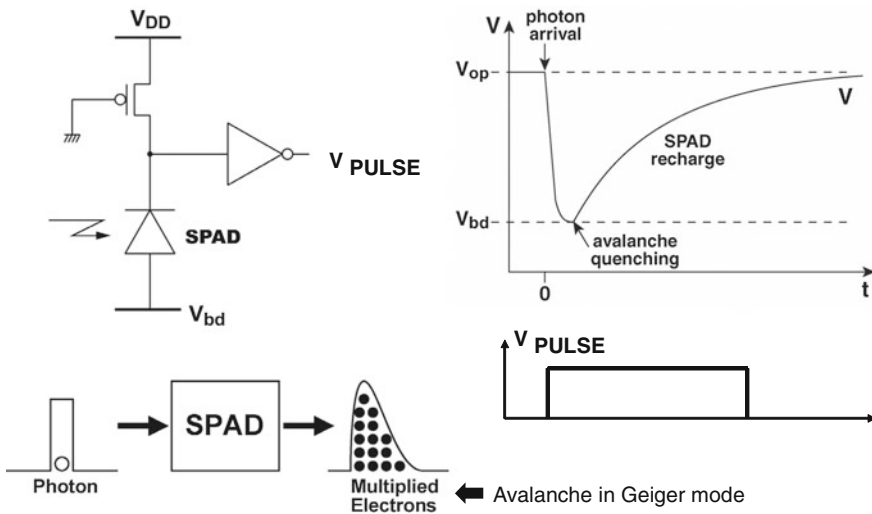 VDD
V PULSE
SPAD
Vbd
photon
arrival
V
Vop
V
SPAD
recharge
Vbd
avalanche
quenching
0
t
V PULSE
SPAD
Photon
Multiplied
Electrons
Avalanche in Geiger mode